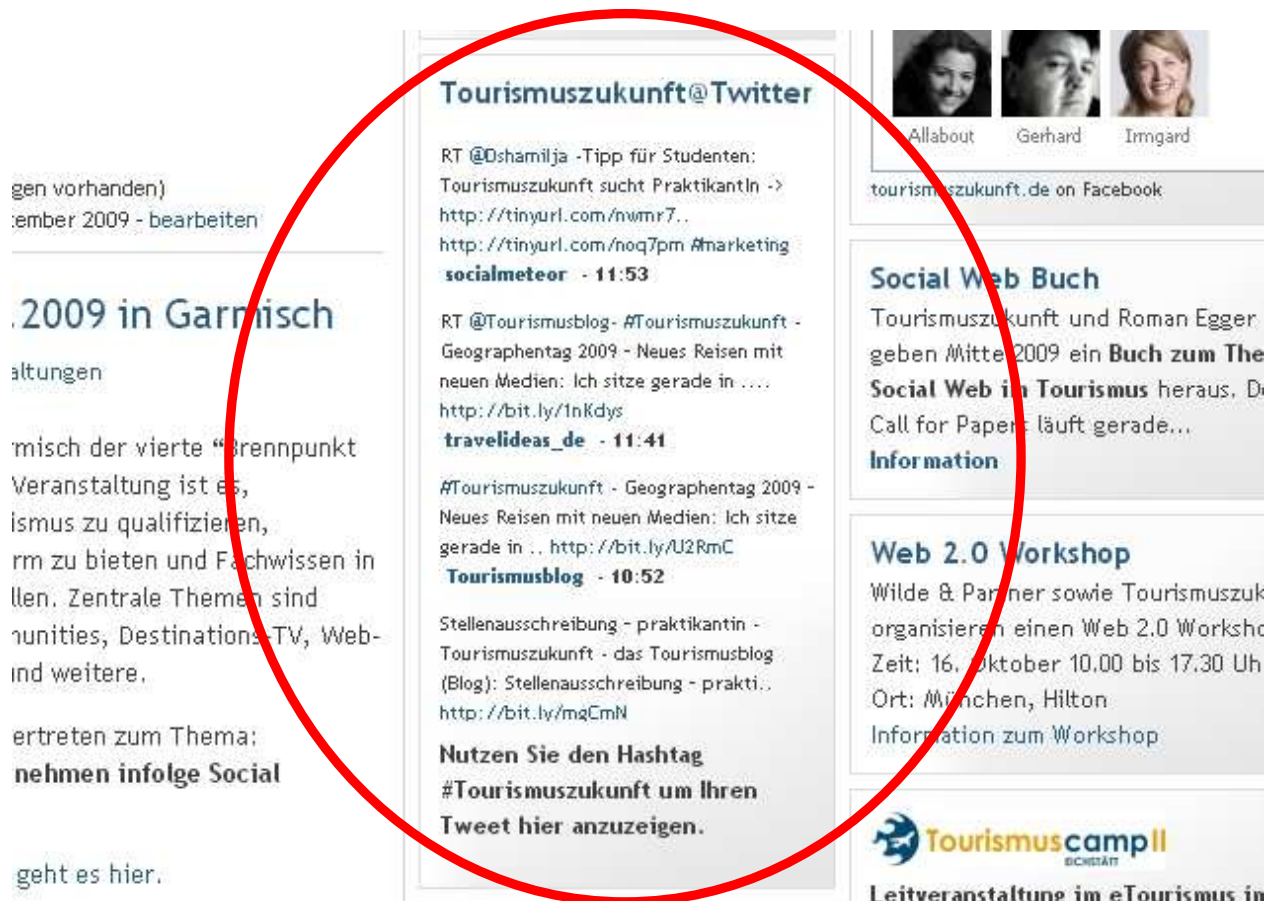 gen vorhanden)
ember 2009 - bearbeiten
2009 in Garmisch
altungen
misch der vierte “Brennpunkt
Veranstaltung ist es,
ismus zu qualifizieren,
rm zu bieten und Fachwissen in
llen. Zentrale Themen sind
unities, Destinations-TV, Web-
und weitere.
ertreten zum Thema:
nehmen infolge Social
geht es hier.
Tourismuszukunft@Twitter
RT @Dshamilja -Tipp für Studenten:
Tourismuszukunft sucht PraktikantIn ->
http://tinyurl.com/nwmr7..
http://tinyurl.com/noq7pm #marketing
socialmeteor - 11:53
RT @Tourismusblog- #Tourismuszukunft -
Geographentag 2009 - Neues Reisen mit
neuen Medien: Ich sitze gerade in ....
http://bit.ly/1nKdys
travelideas_de - 11:41
#Tourismuszukunft - Geographentag 2009 -
Neues Reisen mit neuen Medien: Ich sitze
gerade in .. http://bit.ly/U2RmC
Tourismusblog - 10:52
Stellenausschreibung - praktikantin -
Tourismuszukunft - das Tourismusblog
(Blog): Stellenausschreibung - prakti..
http://bit.ly/mgCmN
Nutzen Sie den Hashtag
#Tourismuszukunft um Ihren
Tweet hier anzuzeigen.
Allabout Gerhard Irmgard
tourismuszukunft.de on Facebook
Social Web Buch
Tourismuszukunft und Roman Egger
geben Mitte 2009 ein Buch zum The
Social Web im Tourismus heraus. De
Call for Papers läuft gerade...
Information
Web 2.0 Workshop
Wilde & Partner sowie Tourismuszuk
organisieren einen Web 2.0 Worksho
Zeit: 16. Oktober 10.00 bis 17.30 Uh
Ort: München, Hilton
Information zum Workshop
Tourismuscamp II
EICHSTÄTT
Leitveranstaltung im eTourismus im